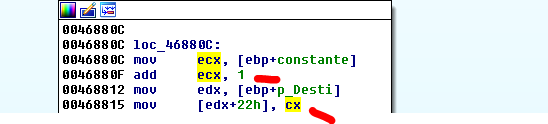 0046880C
0046880C loc_46880C:
0046880C mov ecx, [ebp+constante]
0046880F add ecx, 1
00468812 mov edx, [ebp+p_Desti]
00468815 mov [edx+22h], cx